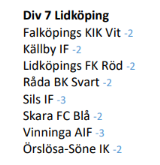 Div 7 Lidköping
Falköpings KIK Vit -2
Källby IF -2
Lidköpings FK Röd -2
Råda BK Svart -2
Sils IF -3
Skara FC Blå -2
Vinninga AIF -3
Örslösa-Söne IK -2